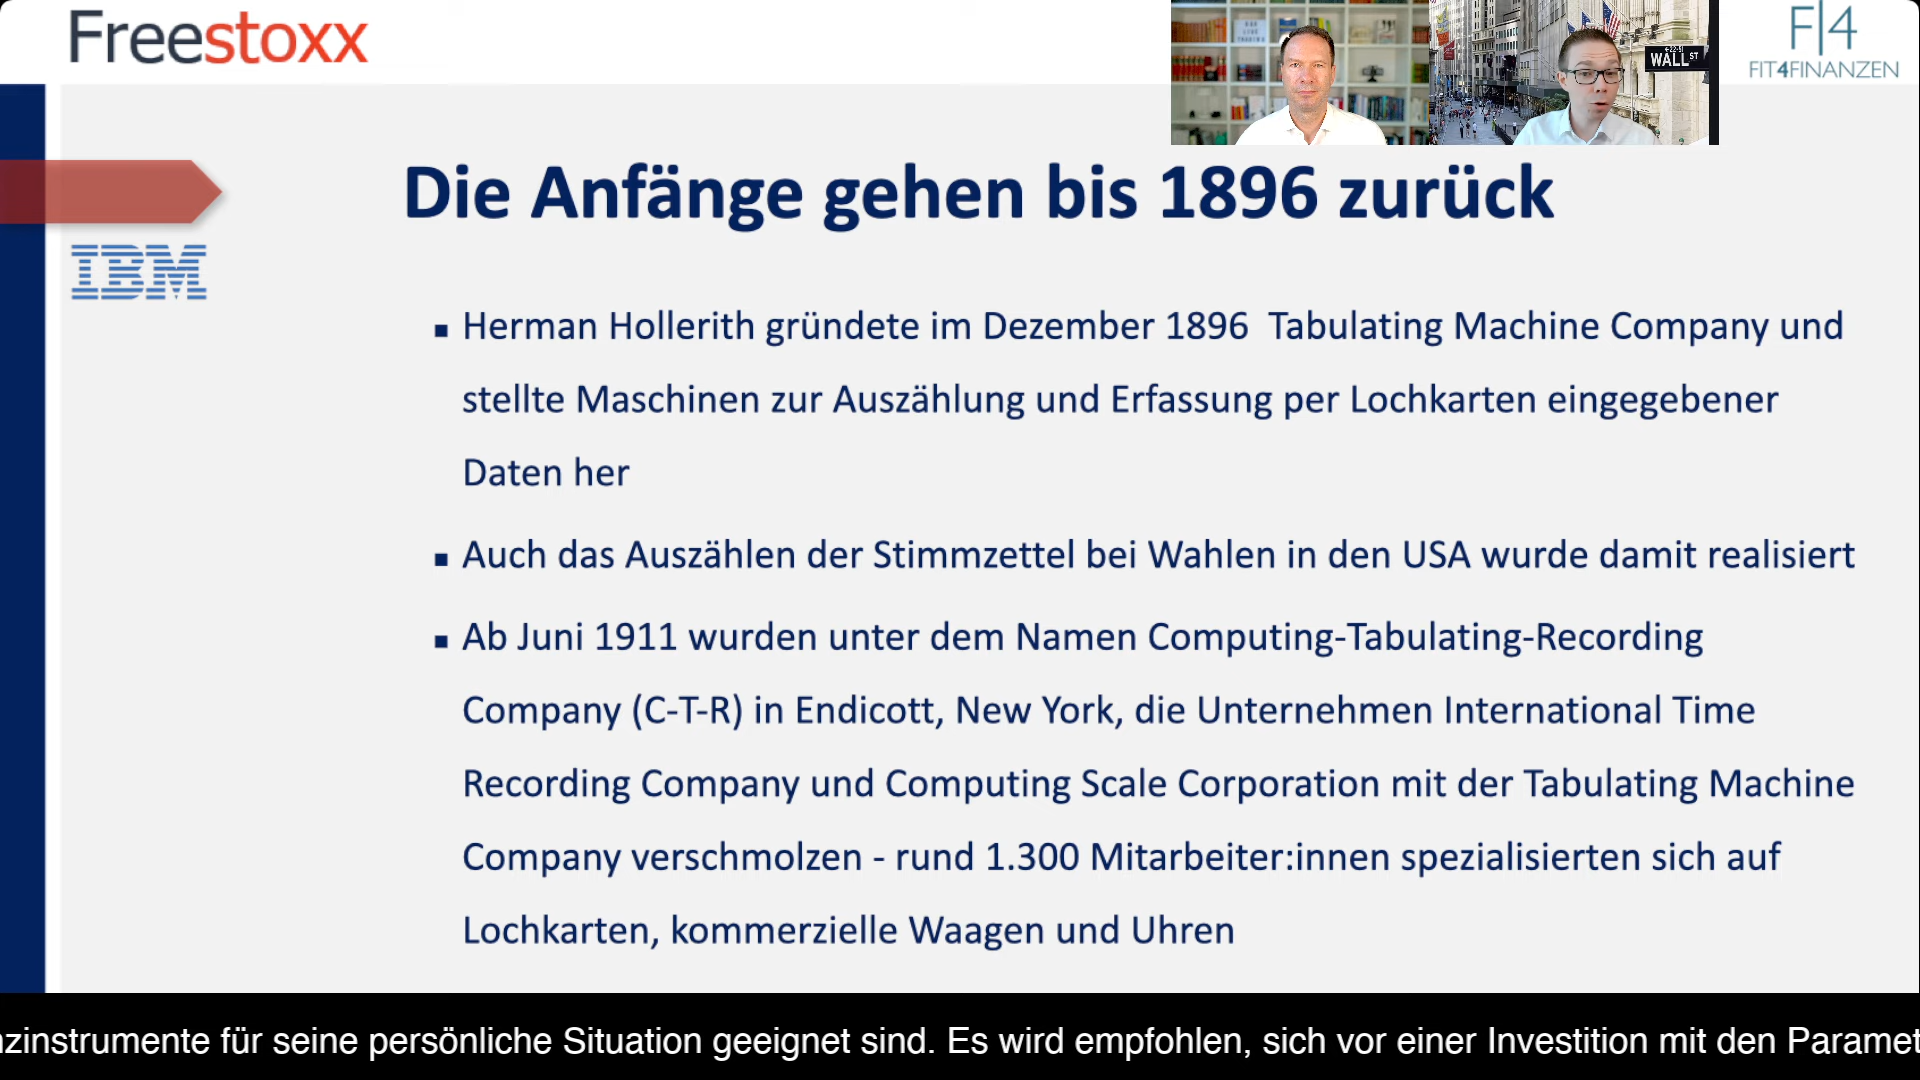 Freestoxx
WALL ST
F|4
FIT4FINANZEN
Die Anfänge gehen bis 1896 zurück
IBM
▪ Herman Hollerith gründete im Dezember 1896 Tabulating Machine Company und
stellte Maschinen zur Auszählung und Erfassung per Lochkarten eingegebener
Daten her
▪ Auch das Auszählen der Stimmzettel bei Wahlen in den USA wurde damit realisiert
▪ Ab Juni 1911 wurden unter dem Namen Computing-Tabulating-Recording
Company (C-T-R) in Endicott, New York, die Unternehmen International Time
Recording Company und Computing Scale Corporation mit der Tabulating Machine
Company verschmolzen - rund 1.300 Mitarbeiter:innen spezialisierten sich auf
Lochkarten, kommerzielle Waagen und Uhren
nzinstrumente für seine persönliche Situation geeignet sind. Es wird empfohlen, sich vor einer Investition mit den Paramet